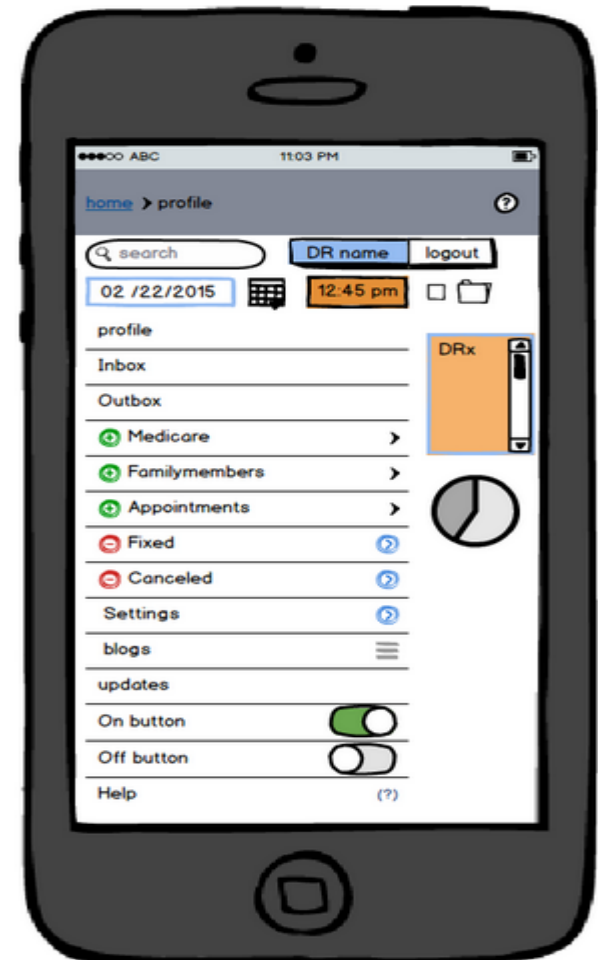 ABC 11:03 PM
home > profile ?
search DR name logout
02 /22/2015 12:45 pm
profile
DRx
Inbox
Outbox
Medicare
Familymembers
Appointments
Fixed
Canceled
Settings
blogs
updates
On button
Off button
Help (?)